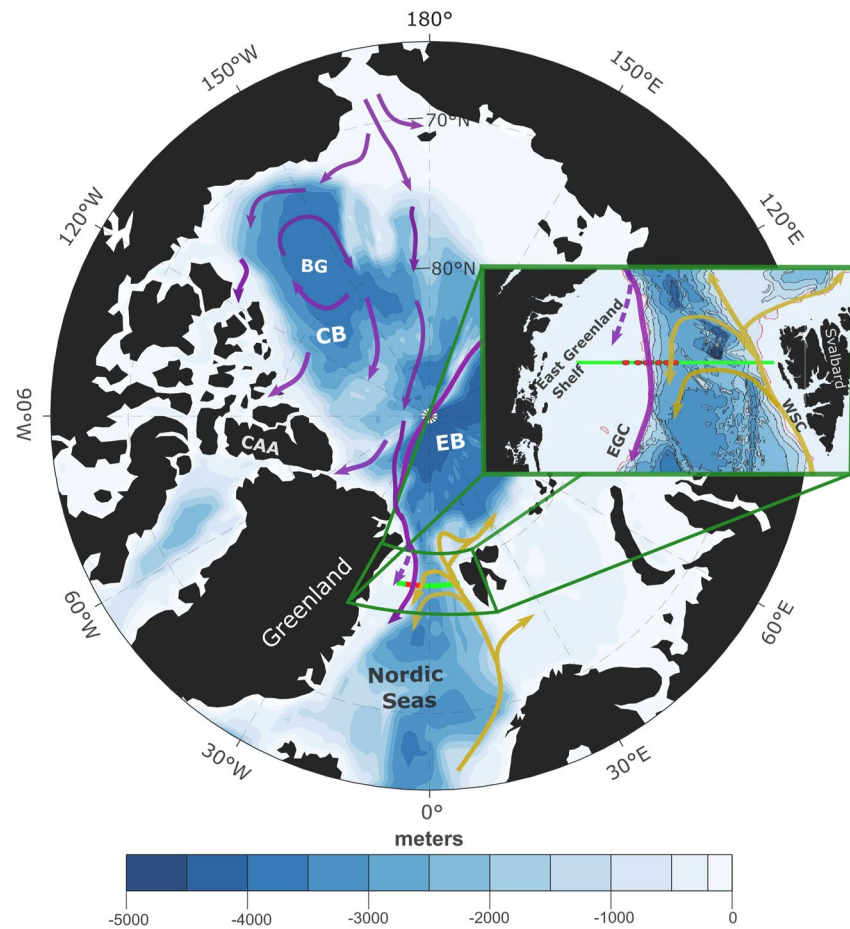 180°
150°W
150°E
70°N
120°W
120°E
80°N
BG
CB
East Greenland
Shelf
Svalbard
EGC
WSC
90°W
CAA
EB
Greenland
60°W
60°E
Nordic
Seas
30°W
30°E
0°
meters
-5000 -4000 -3000 -2000 -1000 0